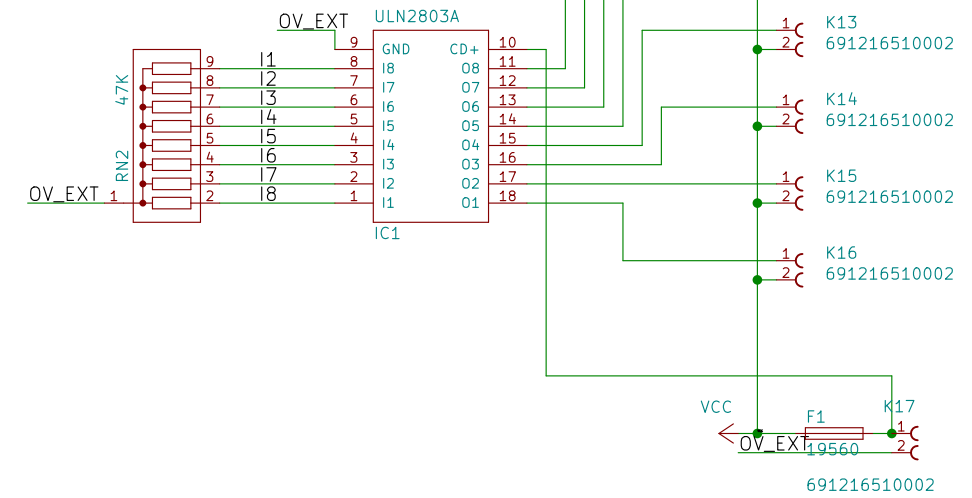 ULN2803A
OV_EXT
K13
691216510002
1
2
9 GND CD+ 10
8 I8 O8 11
7 I7 O7 12
6 I6 O6 13
5 I5 O5 14
4 I4 O4 15
3 I3 O3 16
2 I2 O2 17
1 I1 O1 18
IC1
47K
RN2
9 I1
8 I2
7 I3
6 I4
5 I5
4 I6
3 I7
2 I8
OV_EXT 1
K14
691216510002
1
2
K15
691216510002
1
2
K16
691216510002
1
2
VCC
F1
K17
1
OV_EXT
19560
2
691216510002